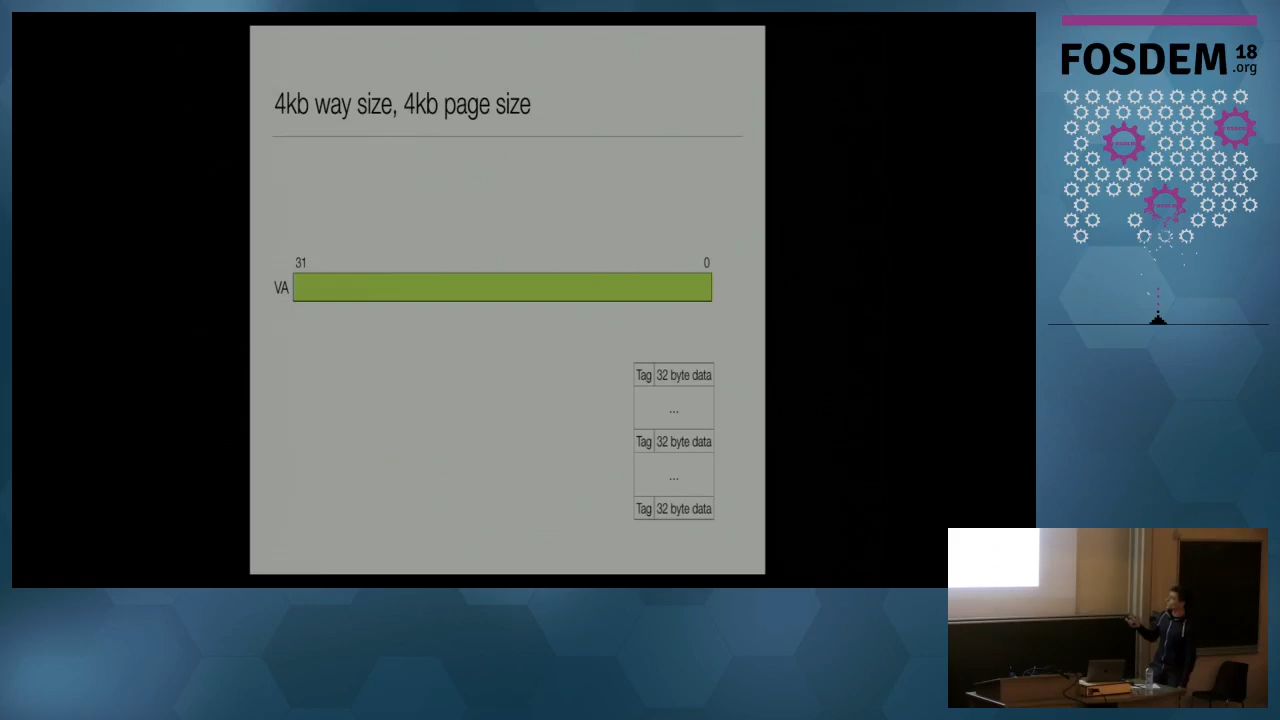 4kb way size, 4kb page size
31 0
VA
Tag 32 byte data
...
Tag 32 byte data
...
Tag 32 byte data
FOSDEM 18
.org